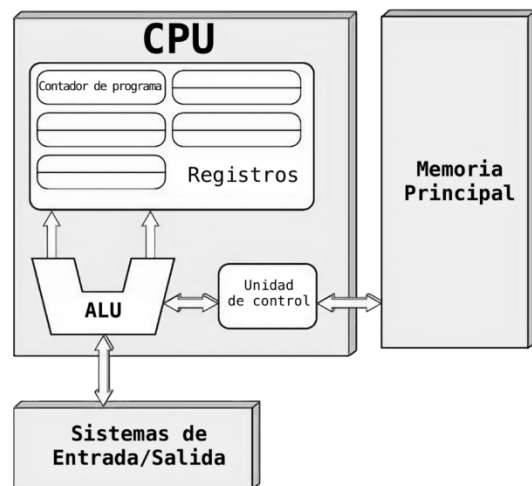 CPU
Contador de programa
Registros
Memoria
Principal
Unidad
de control
ALU
Sistemas de
Entrada/Salida